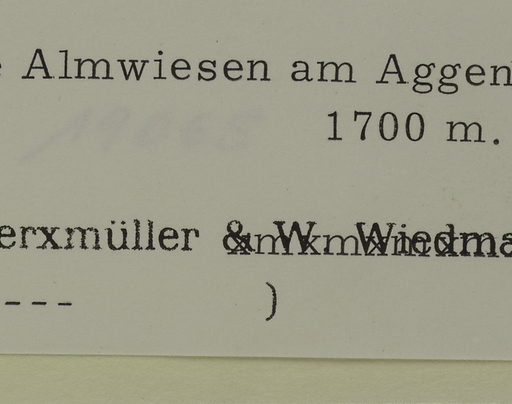 e Almwiesen am Aggen
1700 m.
erxmüller & W. Wiedma
---- )